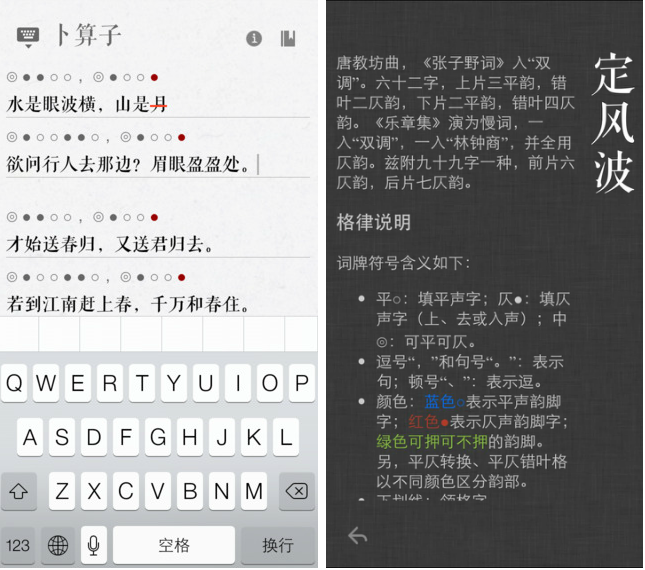 卜算子
◎●●○○，◎●○○●
水是眼波横，山是月
◎●○○●●○，◎●○○●
欲问行人去那边？眉眼盈盈处。
◎●●○○，◎●○○●
才始送春归，又送君归去。
◎●○○●●○，◎●○○●
若到江南赶上春，千万和春住。
Q W E R T Y U I O P
A S D F G H J K L
Z X C V B N M
123 空格 换行
定风波
唐教坊曲，《张子野词》入“双
调”。六十二字，上片三平韵，错
叶二仄韵，下片二平韵，错叶四仄
韵。《乐章集》演为慢词，一
入“双调”，一入“林钟商”，并全用
仄韵。兹附九十九字一种，前片六
仄韵，后片七仄韵。
格律说明
词牌符号含义如下：
• 平○：填平声字；仄●：填仄
声字（上、去或入声）；中
◎：可平可仄。
• 逗号“，”和句号“。”：表示
句；顿号“、”：表示逗。
• 颜色：蓝色○表示平声韵脚
字；红色●表示仄声韵脚字；
绿色可押可不押的韵脚。
另，平仄转换、平仄错叶格
以不同颜色区分韵部。